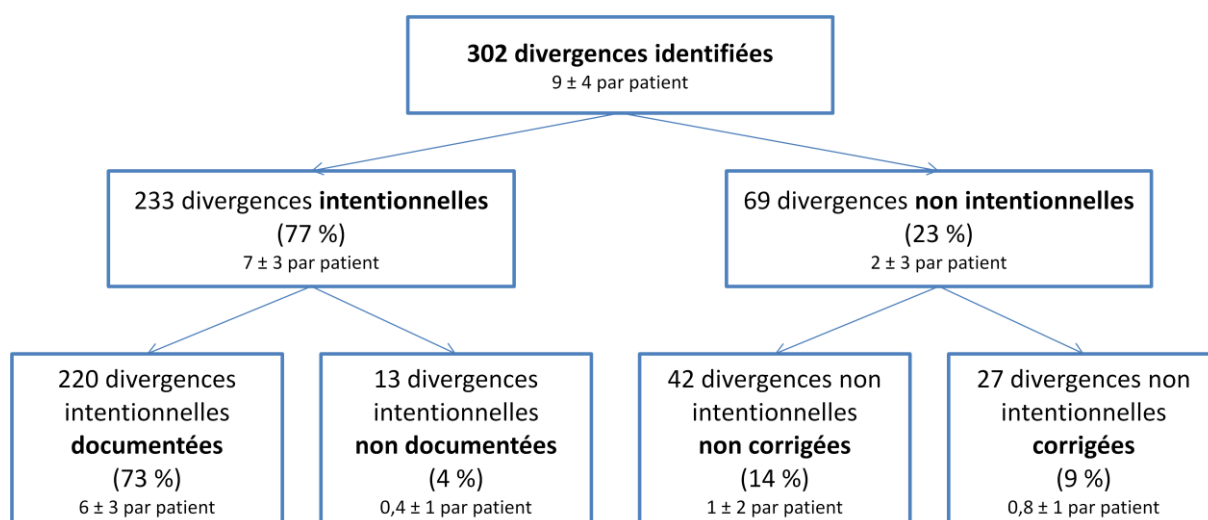 302 divergences identifiées
9 ± 4 par patient
233 divergences intentionnelles
(77 %)
7 ± 3 par patient
69 divergences non intentionnelles
(23 %)
2 ± 3 par patient
220 divergences
intentionnelles
documentées
(73 %)
6 ± 3 par patient
13 divergences
intentionnelles
non documentées
(4 %)
0,4 ± 1 par patient
42 divergences non
intentionnelles
non corrigées
(14 %)
1 ± 2 par patient
27 divergences non
intentionnelles
corrigées
(9 %)
0,8 ± 1 par patient